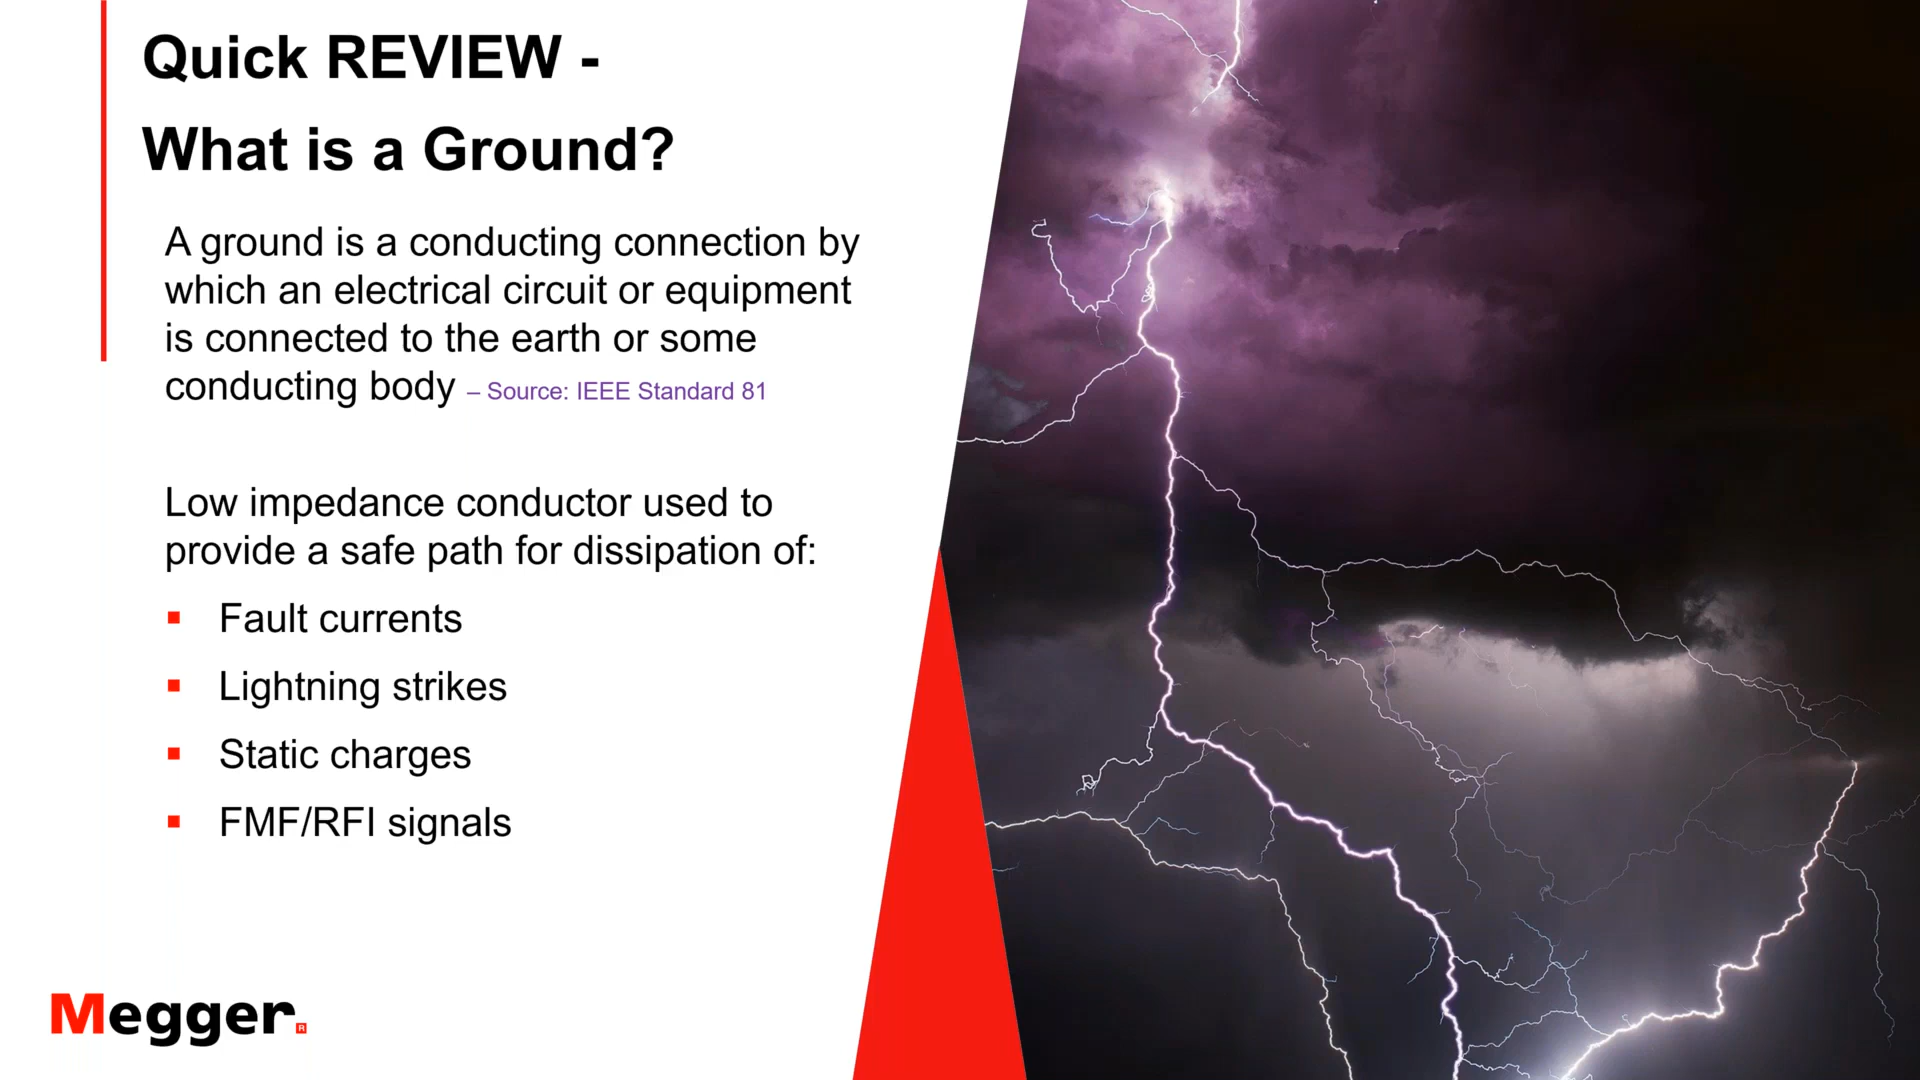 Quick REVIEW -
What is a Ground?
A ground is a conducting connection by
which an electrical circuit or equipment
is connected to the earth or some
conducting body – Source: IEEE Standard 81
Low impedance conductor used to
provide a safe path for dissipation of:
▪ Fault currents
▪ Lightning strikes
▪ Static charges
▪ FMF/RFI signals
Megger®